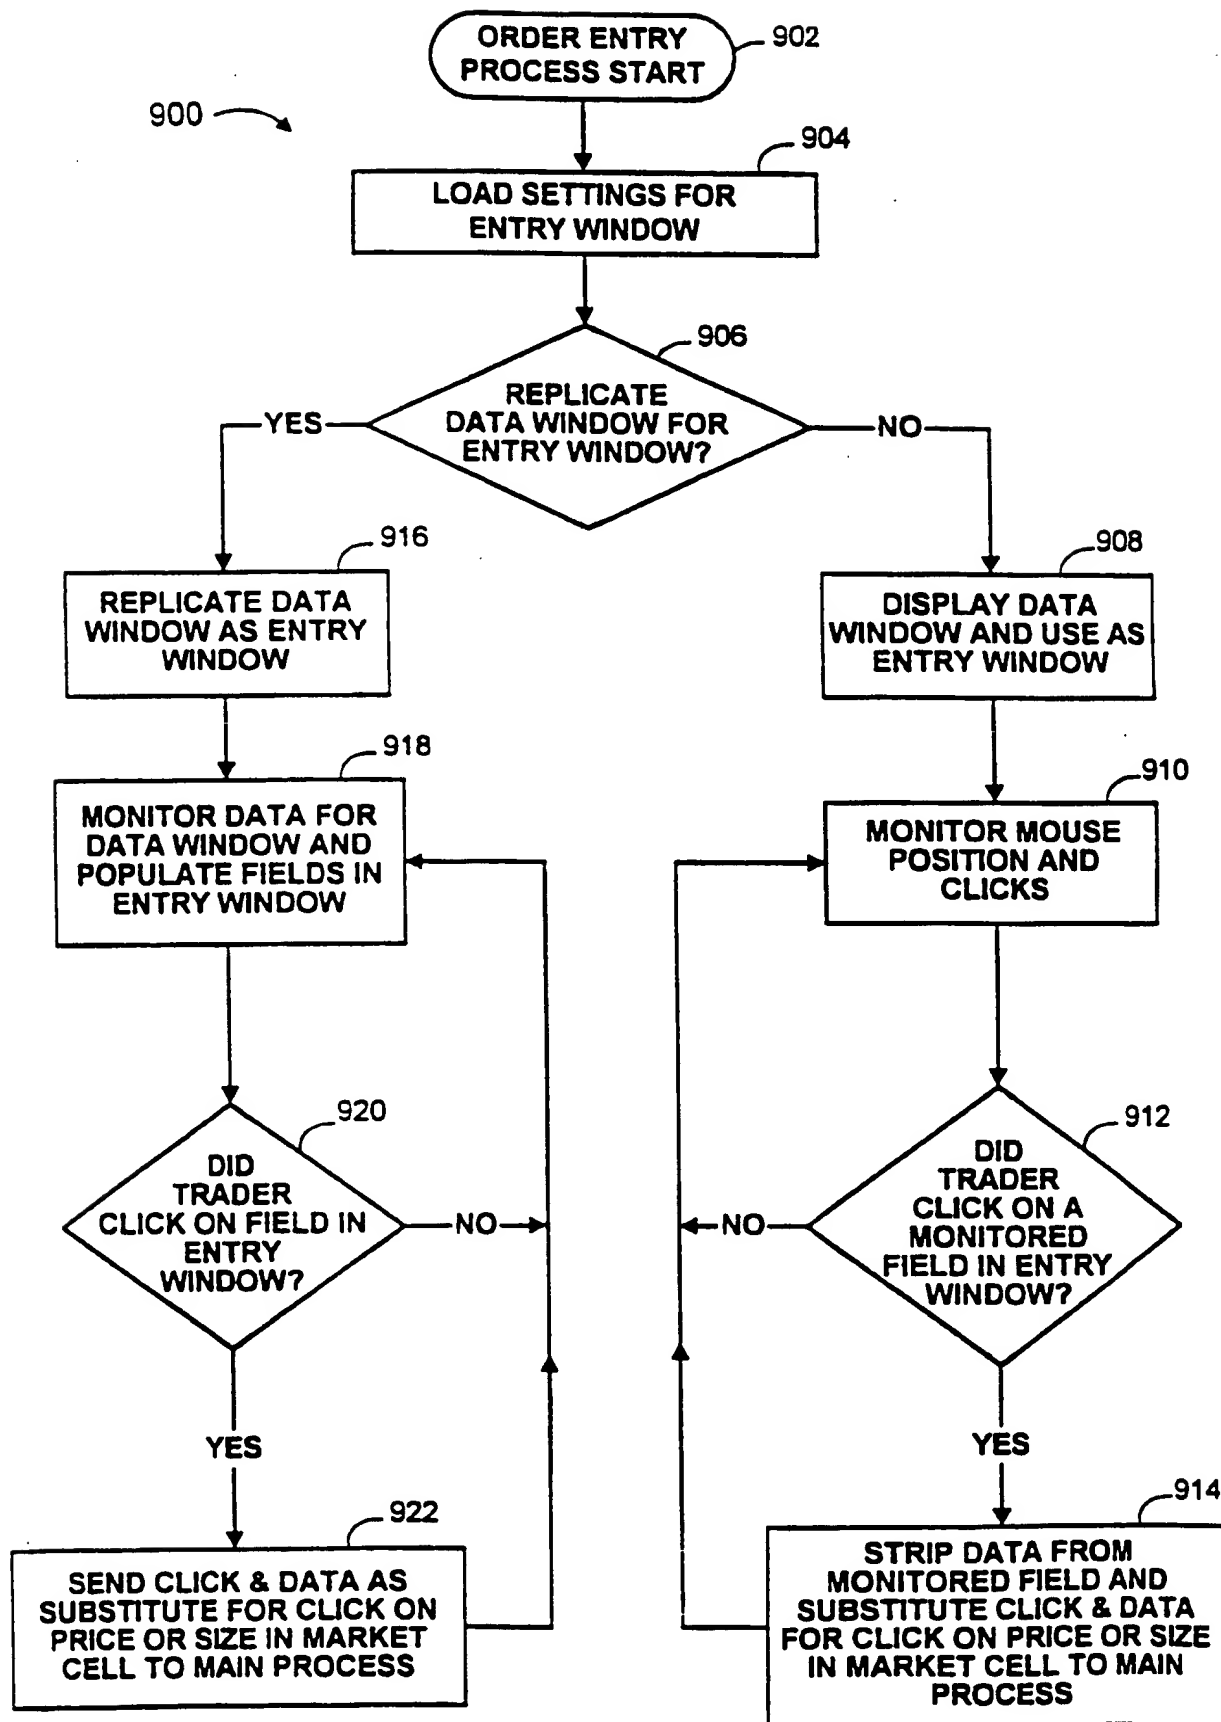 ORDER ENTRY
PROCESS START
902
900
904
LOAD SETTINGS FOR
ENTRY WINDOW
906
REPLICATE
DATA WINDOW FOR
ENTRY WINDOW?
YES
NO
916
REPLICATE DATA
WINDOW AS ENTRY
WINDOW
908
DISPLAY DATA
WINDOW AND USE AS
ENTRY WINDOW
918
MONITOR DATA FOR
DATA WINDOW AND
POPULATE FIELDS IN
ENTRY WINDOW
910
MONITOR MOUSE
POSITION AND
CLICKS
920
DID
TRADER
CLICK ON FIELD IN
ENTRY
WINDOW?
NO
912
DID
TRADER
CLICK ON A
MONITORED
FIELD IN ENTRY
WINDOW?
NO
YES
YES
922
SEND CLICK & DATA AS
SUBSTITUTE FOR CLICK ON
PRICE OR SIZE IN MARKET
CELL TO MAIN PROCESS
914
STRIP DATA FROM
MONITORED FIELD AND
SUBSTITUTE CLICK & DATA
FOR CLICK ON PRICE OR SIZE
IN MARKET CELL TO MAIN
PROCESS